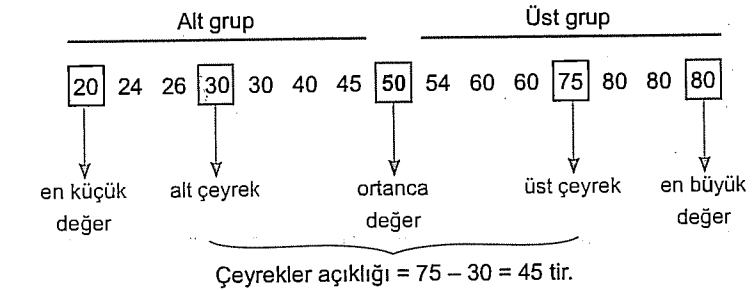 Alt grup Üst grup
20 24 26 30 30 40 45 50 54 60 60 75 80 80 80
en küçük değer
alt çeyrek
ortanca değer
üst çeyrek
en büyük değer
Çeyrekler açıklığı = 75 – 30 = 45 tir.